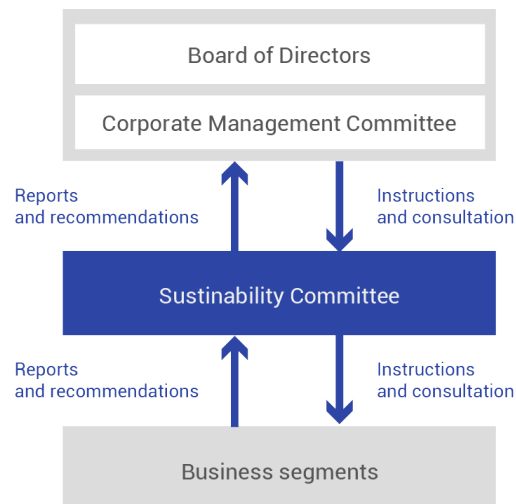 Board of Directors
Corporate Management Committee
Reports
and recommendations
Instructions
and consultation
Sustinability Committee
Reports
and recommendations
Instructions
and consultation
Business segments